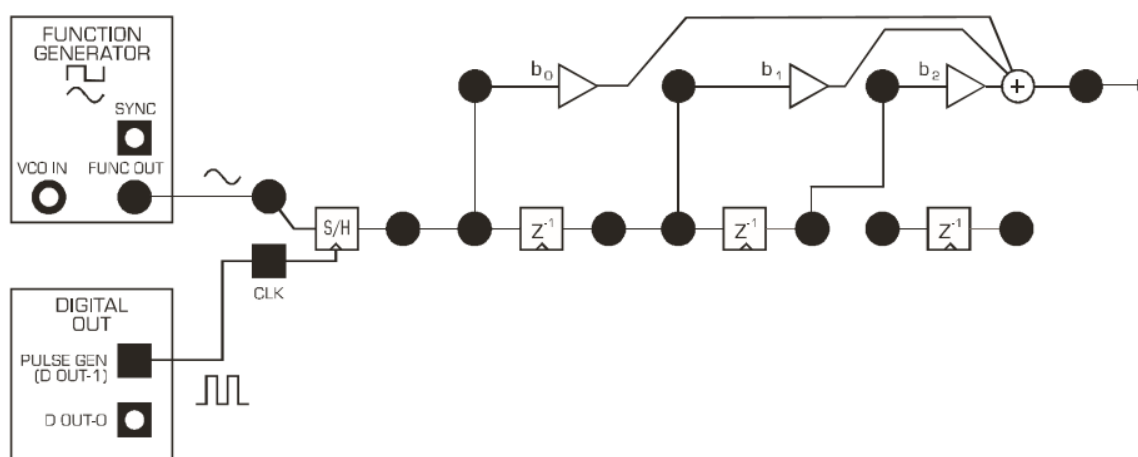 FUNCTION
GENERATOR
SYNC
VCO IN
FUNC OUT
S/H
CLK
DIGITAL
OUT
PULSE GEN
(D OUT-1)
D OUT-0
b₀
b₁
b₂
+
Z⁻¹
Z⁻¹
Z⁻¹